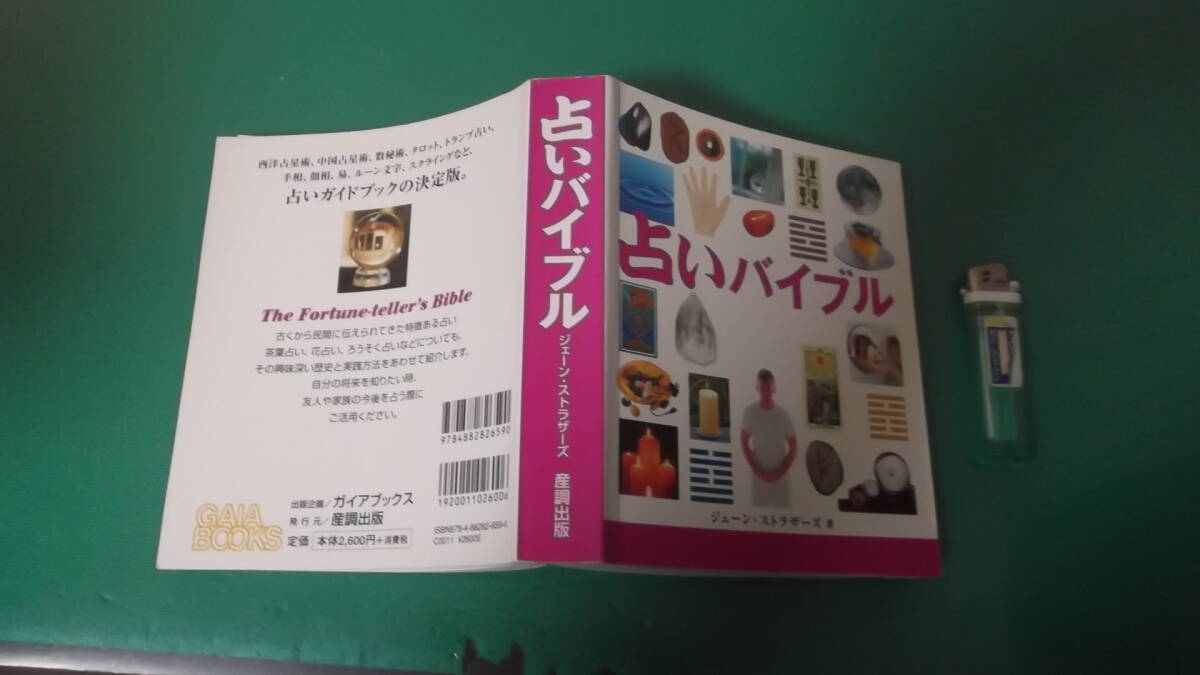 西洋占星術、中国占星術、数秘術、タロット、トランプ占い、
手相、顔相、易、ルーン文字、スクライングなど、
占いガイドブックの決定版。
The Fortune-teller's Bible
古くから民間に伝えられてきた特徴ある占い
茶葉占い、花占い、ろうそく占いなどについても、
その興味深い歴史と実践方法をあわせて紹介します。
自分の将来を知りたい時、
友人や家族の今後を占う際に
ご活用ください。
9784882826590
1920011026006
GAIA
BOOKS
出版企画/ガイアブックス
発行元/産調出版
定価 本体2,600円+消費税
ISBN978-4-88282-659-0
C0011 ¥2600E
占いバイブル
ジェーン・ストラザーズ
産調出版
占いバイブル
ジェーン・ストラザーズ 著